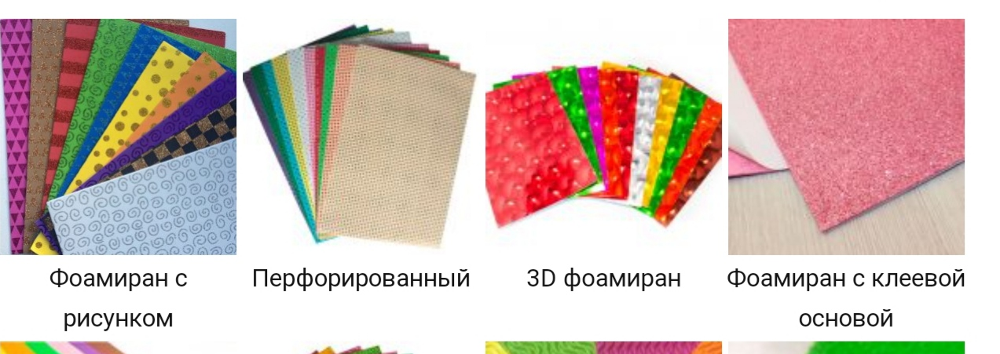 Фоамиран с
рисунком
Перфорированный
3D фоамиран
Фоамиран с клеевой
основой